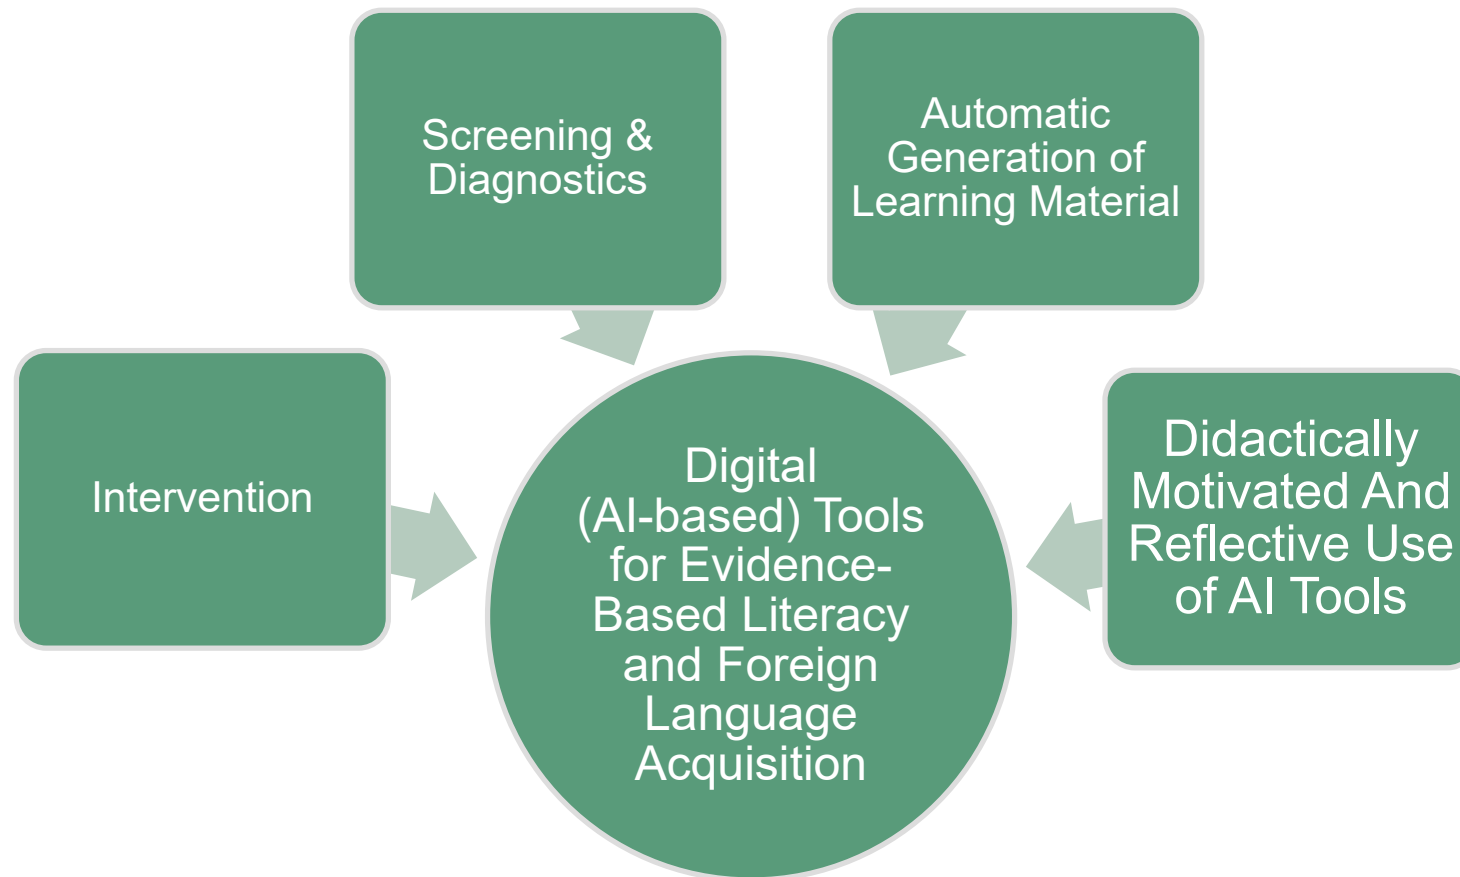 Screening &
Diagnostics
Automatic
Generation of
Learning Material
Intervention
Digital
(AI-based) Tools
for Evidence-
Based Literacy
and Foreign
Language
Acquisition
Didactically
Motivated And
Reflective Use
of AI Tools